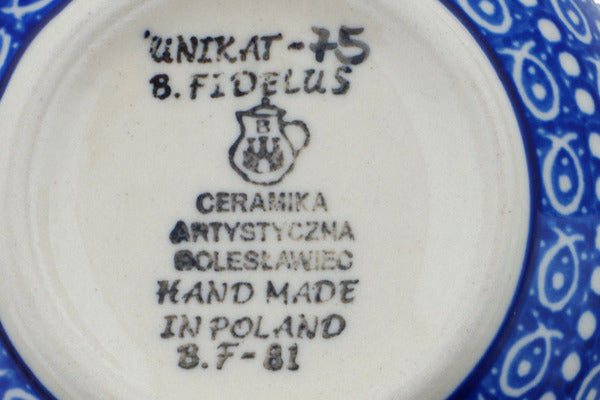 UNIKAT-75
B. FIDELUS
B
CERAMIKA
ARTYSTYCZNA
BOLESŁAWIEC
HAND MADE
IN POLAND
B.F-81